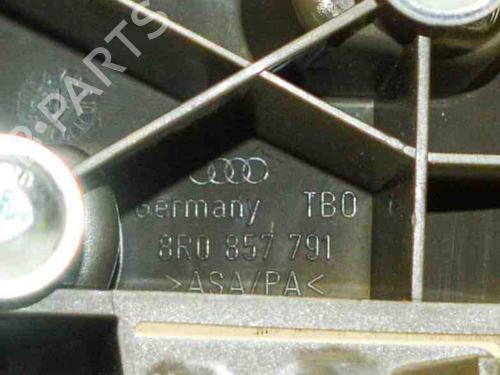 Germany TBO
8R0 857 791
>ASA/PA<